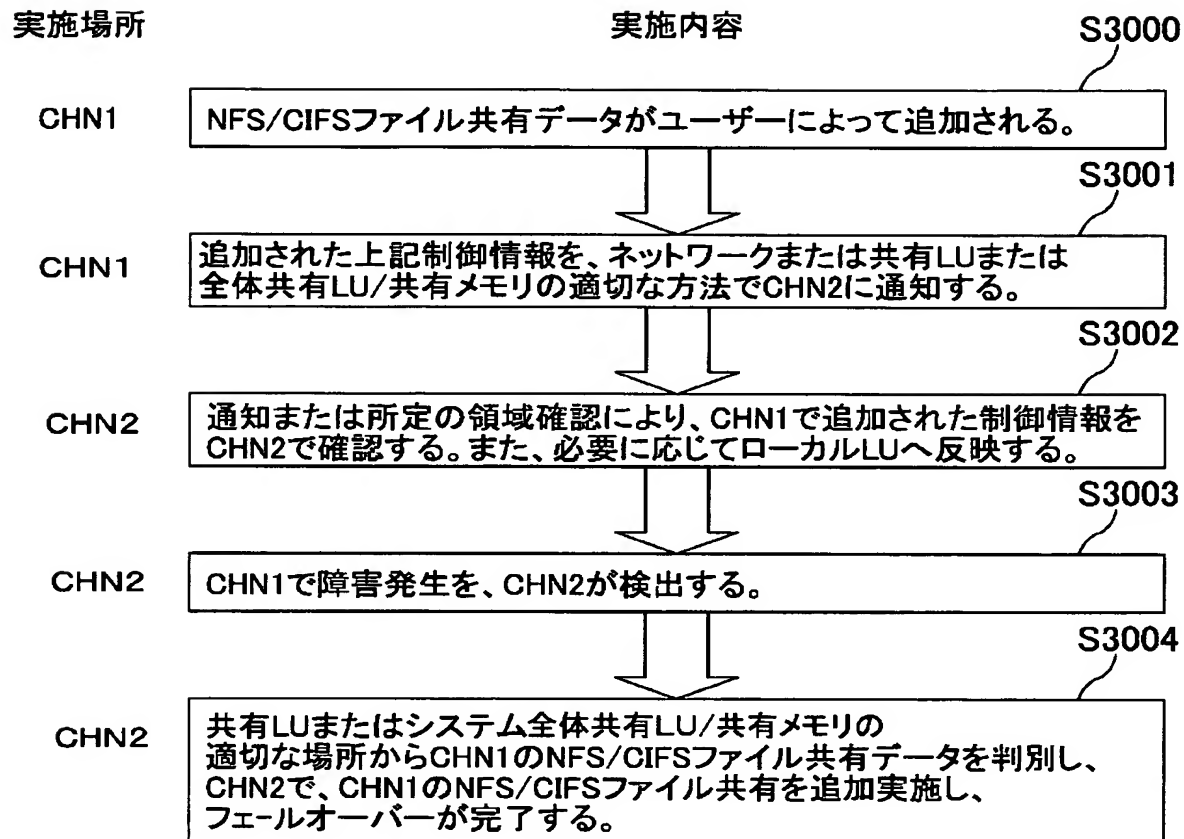 実施場所 実施内容 S3000
CHN1 NFS/CIFSファイル共有データがユーザーによって追加される。
S3001
CHN1 追加された上記制御情報を、ネットワークまたは共有LUまたは
全体共有LU/共有メモリの適切な方法でCHN2に通知する。
S3002
CHN2 通知または所定の領域確認により、CHN1で追加された制御情報を
CHN2で確認する。また、必要に応じてローカルLUへ反映する。
S3003
CHN2 CHN1で障害発生を、CHN2が検出する。
S3004
CHN2 共有LUまたはシステム全体共有LU/共有メモリの
適切な場所からCHN1のNFS/CIFSファイル共有データを判別し、
CHN2で、CHN1のNFS/CIFSファイル共有を追加実施し、
フェールオーバーが完了する。